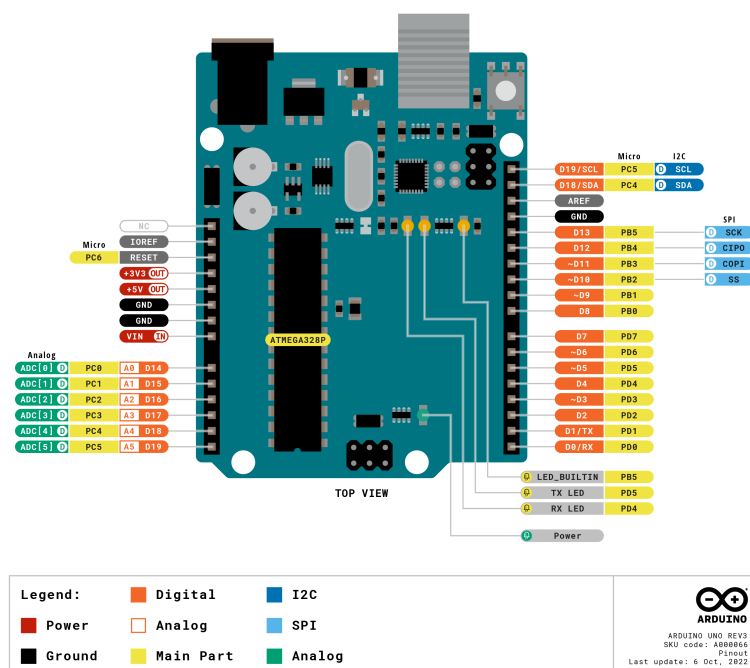 Micro I2C
D19/SCL PC5 D SCL
D18/SDA PC4 D SDA
AREF
GND
SPI
D13 PB5 D SCK
D12 PB4 D CIPO
~D11 PB3 D COPI
~D10 PB2 D SS
~D9 PB1
D8 PB0
D7 PD7
~D6 PD6
~D5 PD5
D4 PD4
~D3 PD3
D2 PD2
D1/TX PD1
D0/RX PD0
NC
IOREF
Micro
PC6 RESET
+3V3 OUT
+5V OUT
GND
GND
VIN IN
Analog
ADC[0] D PC0 A0 D14
ADC[1] D PC1 A1 D15
ADC[2] D PC2 A2 D16
ADC[3] D PC3 A3 D17
ADC[4] D PC4 A4 D18
ADC[5] D PC5 A5 D19
ATMEGA328P
LED_BUILTIN PB5
TX LED PD5
RX LED PD4
Power
TOP VIEW
Legend:
Digital
I2C
Power
Analog
SPI
Ground
Main Part
Analog
ARDUINO
ARDUINO UNO REV3
SKU code: A000066
Pinout
Last update: 6 Oct, 2022